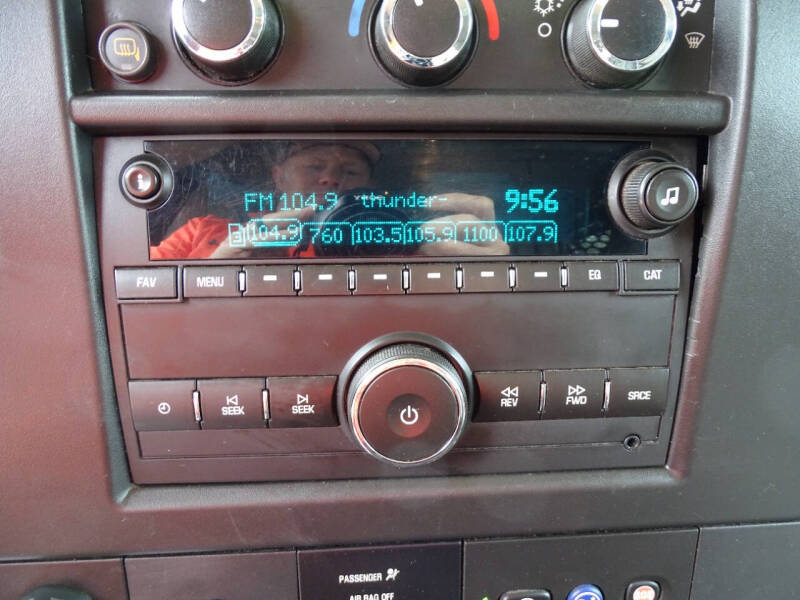 FM 104.9 -thunder- 9:56
a 104.9 760 103.5 105.9 1100 107.9
FAV MENU EQ CAT
SEEK SEEK REV FWD SRCE
PASSENGER
AIR BAG OFF